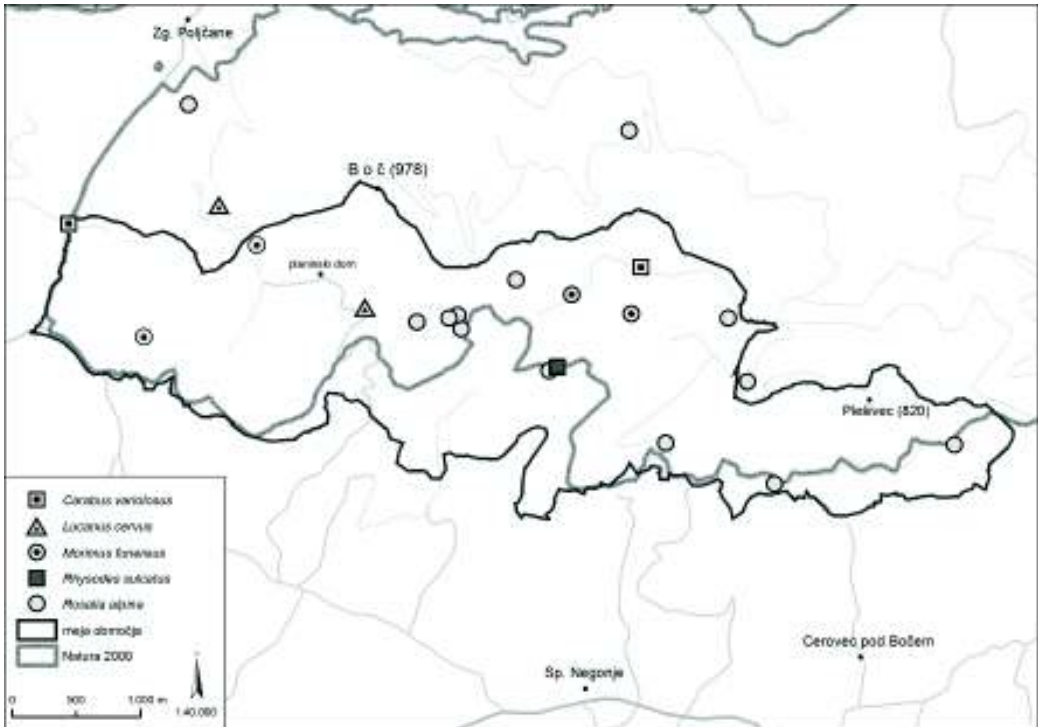 Zg. Poljčane
B o č (978)
planinski dom
Plešivec (820)
Carabus variolosus
Lucanus cervus
Morimus funereus
Rhysodes sulcatus
Rosalia alpina
meja območja
Natura 2000
0 500 1,000 m
1:40,000
Cerovec pod Bočem
Sp. Negonje